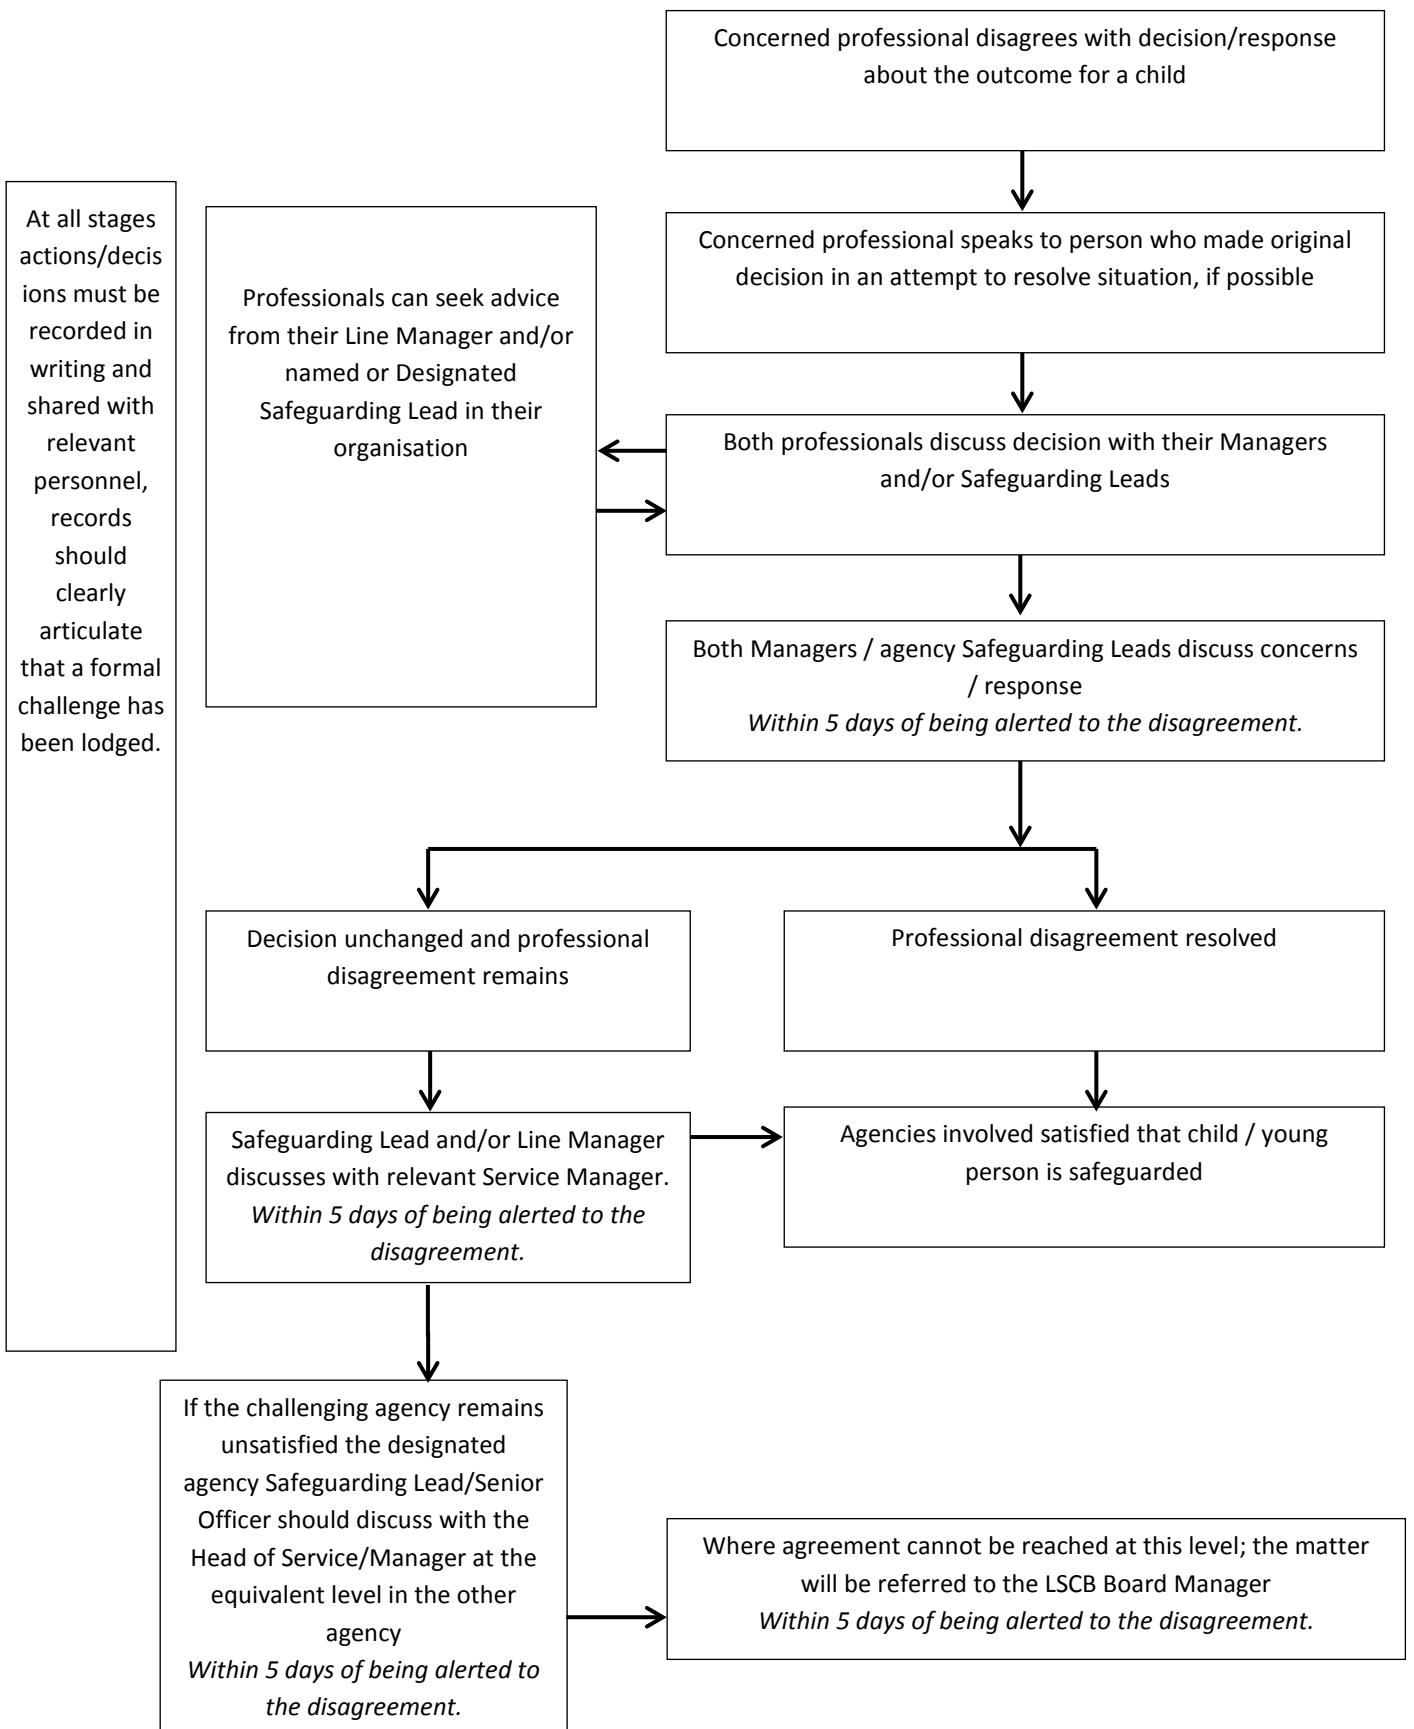 Concerned professional disagrees with decision/response
about the outcome for a child
At all stages
actions/decis
ions must be
recorded in
writing and
shared with
relevant
personnel,
records
should
clearly
articulate
that a formal
challenge has
been lodged.
Professionals can seek advice
from their Line Manager and/or
named or Designated
Safeguarding Lead in their
organisation
Concerned professional speaks to person who made original
decision in an attempt to resolve situation, if possible
Both professionals discuss decision with their Managers
and/or Safeguarding Leads
Both Managers / agency Safeguarding Leads discuss concerns
/ response
Within 5 days of being alerted to the disagreement.
Decision unchanged and professional
disagreement remains
Professional disagreement resolved
Safeguarding Lead and/or Line Manager
discusses with relevant Service Manager.
Within 5 days of being alerted to the
disagreement.
Agencies involved satisfied that child / young
person is safeguarded
If the challenging agency remains
unsatisfied the designated
agency Safeguarding Lead/Senior
Officer should discuss with the
Head of Service/Manager at the
equivalent level in the other
agency
Within 5 days of being alerted to
the disagreement.
Where agreement cannot be reached at this level; the matter
will be referred to the LSCB Board Manager
Within 5 days of being alerted to the disagreement.